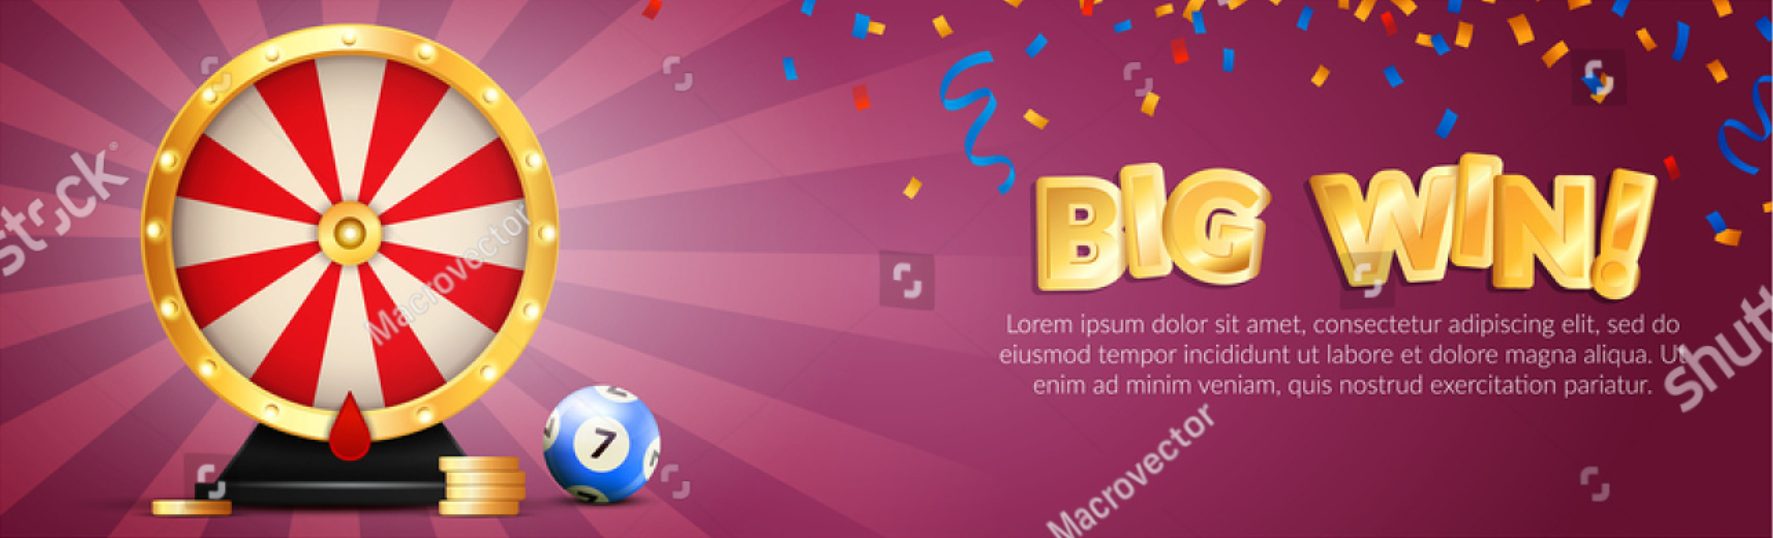 BIG WIN!
Lorem ipsum dolor sit amet, consectetur adipiscing elit, sed do
eiusmod tempor incididunt ut labore et dolore magna aliqua. Ut
enim ad minim veniam, quis nostrud exercitation pariatur.
7
stock®
Macrovector
Macrovector
shutt